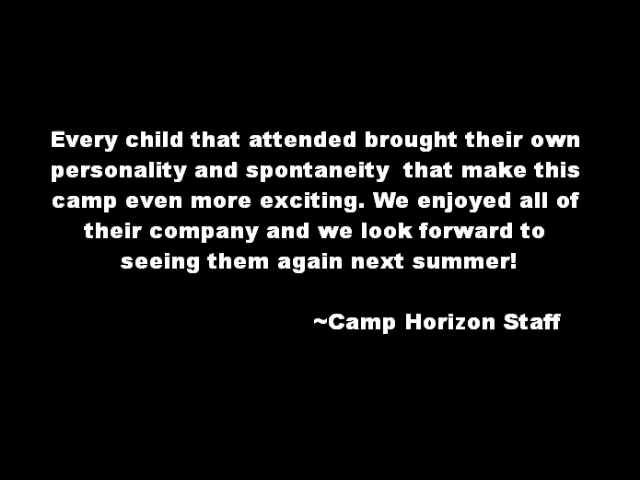 Every child that attended brought their own
personality and spontaneity  that make this
camp even more exciting. We enjoyed all of
their company and we look forward to
seeing them again next summer!
~Camp Horizon Staff